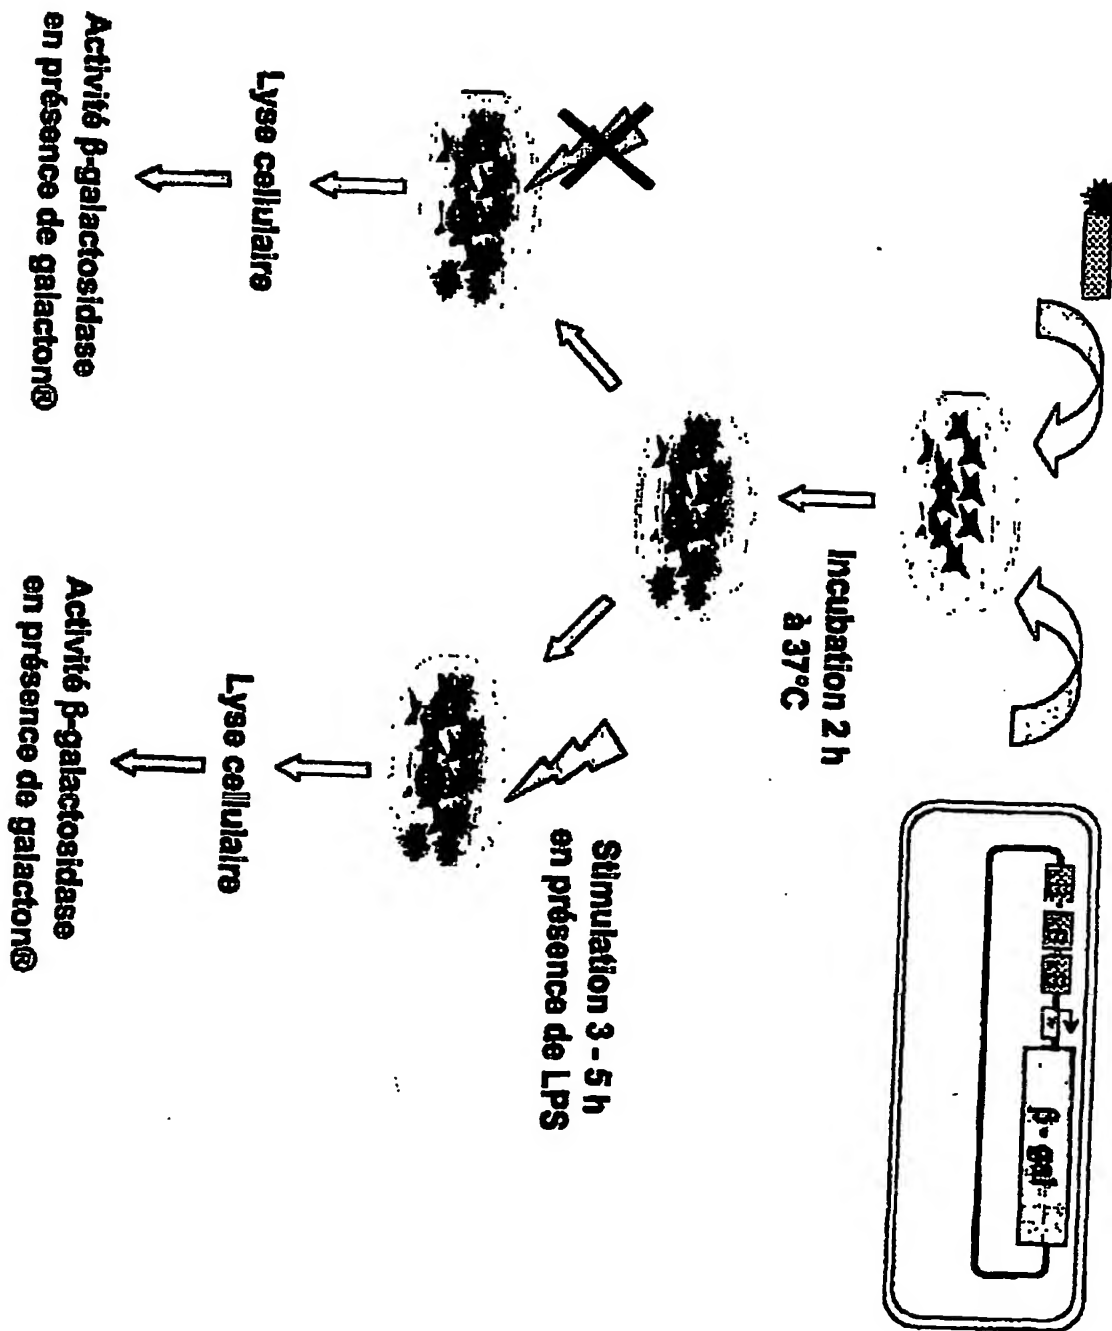 β - gal
Incubation 2 h
à 37°C
Stimulation 3 - 5 h
en présence de LPS
Lyse cellulaire
Activité β-galactosidase
en présence de galacton®
Lyse cellulaire
Activité β-galactosidase
en présence de galacton®